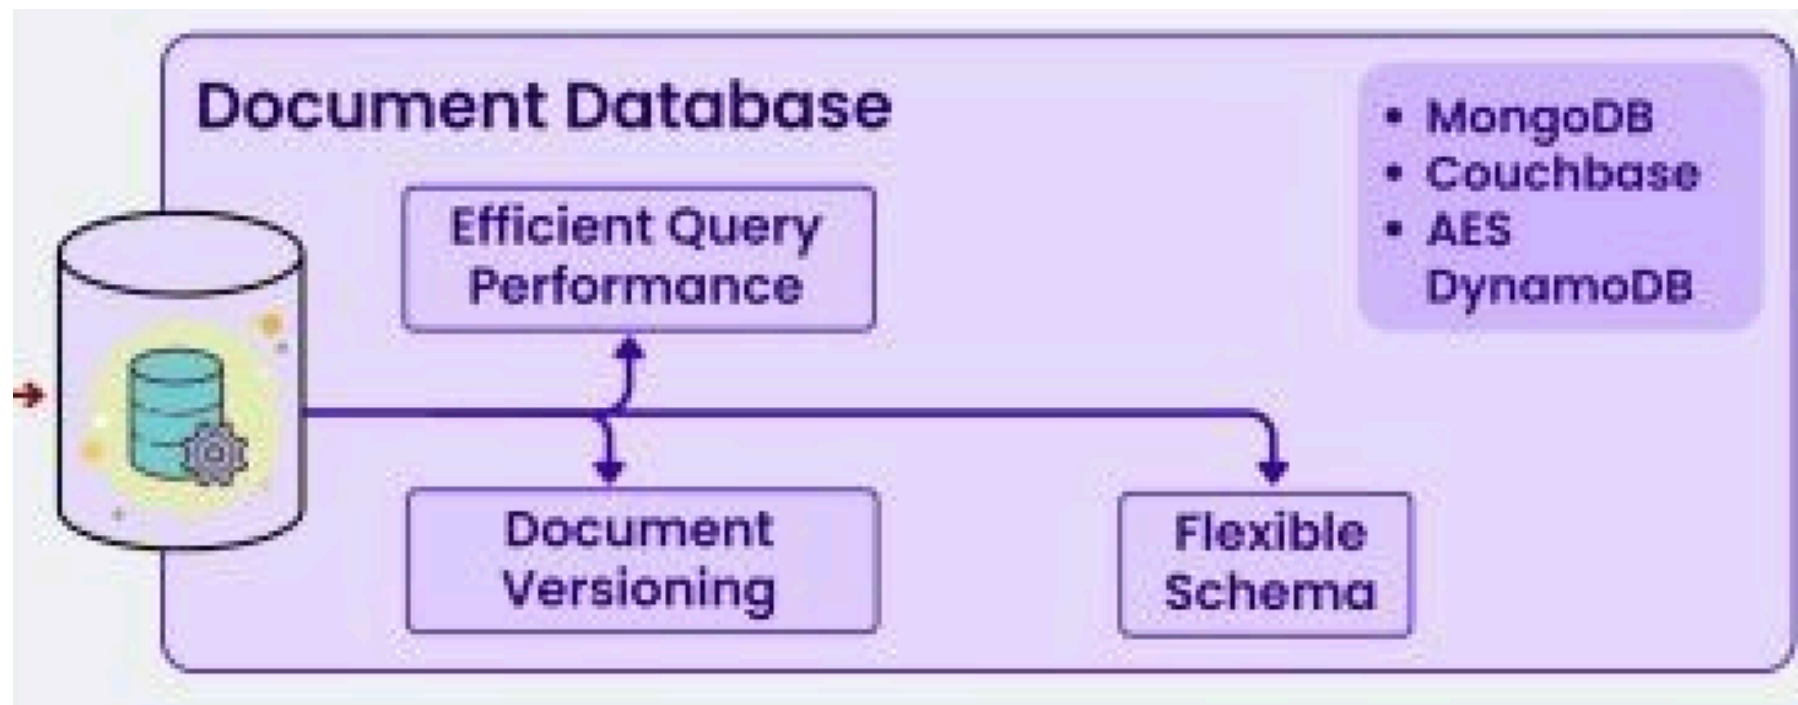 Document Database
• MongoDB
• Couchbase
• AES
DynamoDB
Efficient Query
Performance
Document
Versioning
Flexible
Schema